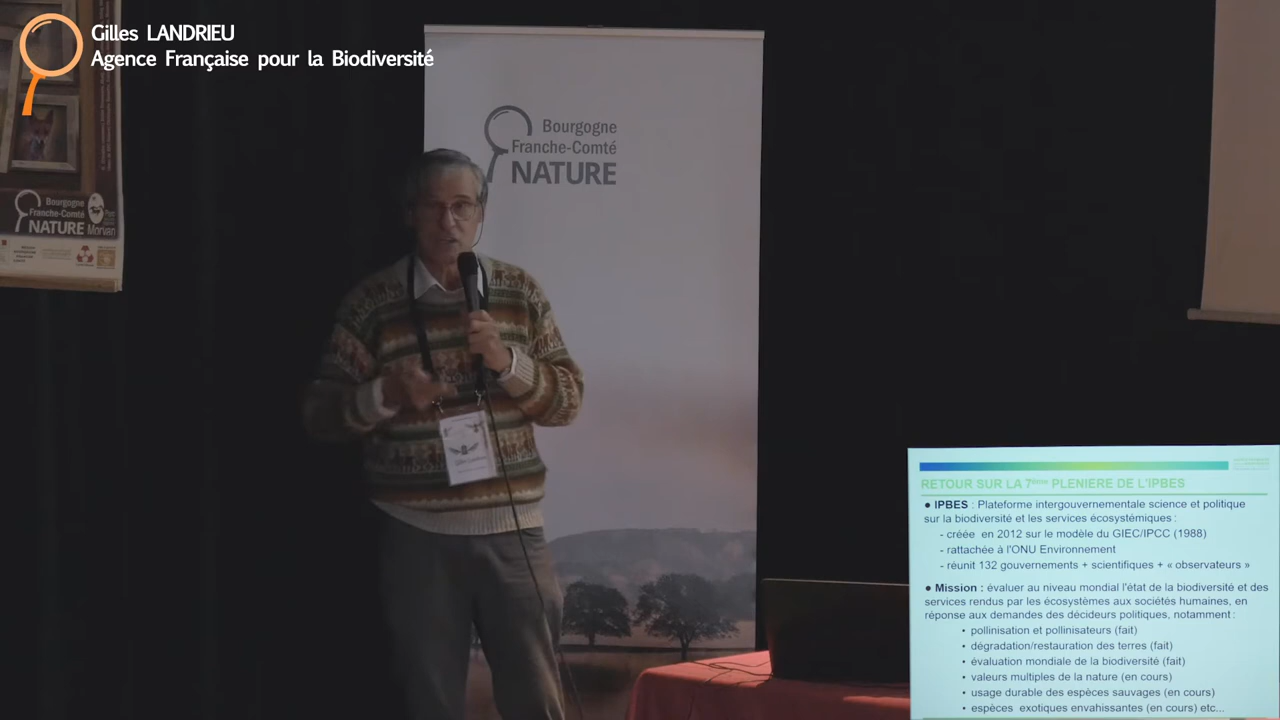 Gilles LANDRIEU
Agence Française pour la Biodiversité
Bourgogne
Franche-Comté
NATURE
Bourgogne
Franche-Comté
NATURE
Morvan
RETOUR SUR LA 7ème PLENIERE DE L'IPBES
● IPBES : Plateforme intergouvernementale science et politique
sur la biodiversité et les services écosystémiques :
- créée en 2012 sur le modèle du GIEC/IPCC (1988)
- rattachée à l'ONU Environnement
- réunit 132 gouvernements + scientifiques + « observateurs »
● Mission : évaluer au niveau mondial l'état de la biodiversité et des
services rendus par les écosystèmes aux sociétés humaines, en
réponse aux demandes des décideurs politiques, notamment :
• pollinisation et pollinisateurs (fait)
• dégradation/restauration des terres (fait)
• évaluation mondiale de la biodiversité (fait)
• valeurs multiples de la nature (en cours)
• usage durable des espèces sauvages (en cours)
• espèces exotiques envahissantes (en cours) etc...